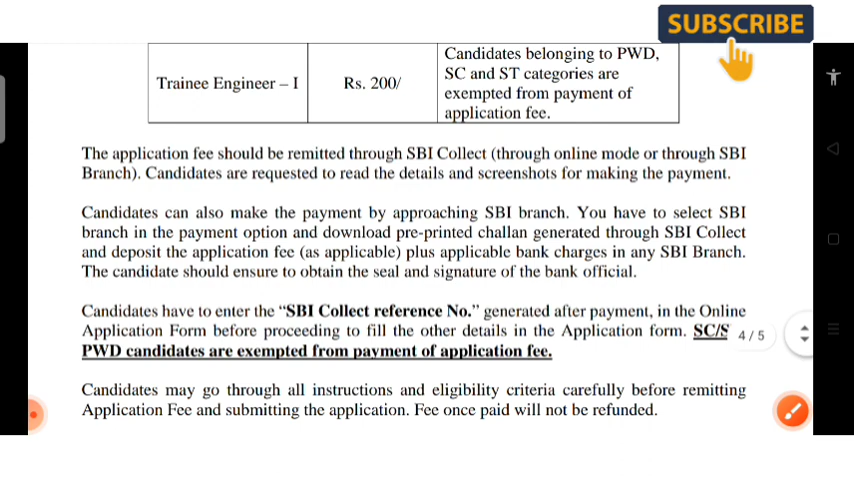 SUBSCRIBE
Candidates belonging to PWD,
Trainee Engineer – I Rs. 200/ SC and ST categories are
exempted from payment of
application fee.
The application fee should be remitted through SBI Collect (through online mode or through SBI
Branch). Candidates are requested to read the details and screenshots for making the payment.
Candidates can also make the payment by approaching SBI branch. You have to select SBI
branch in the payment option and download pre-printed challan generated through SBI Collect
and deposit the application fee (as applicable) plus applicable bank charges in any SBI Branch.
The candidate should ensure to obtain the seal and signature of the bank official.
Candidates have to enter the “SBI Collect reference No.” generated after payment, in the Online
Application Form before proceeding to fill the other details in the Application form. SC/S
4 / 5
PWD candidates are exempted from payment of application fee.
Candidates may go through all instructions and eligibility criteria carefully before remitting
Application Fee and submitting the application. Fee once paid will not be refunded.